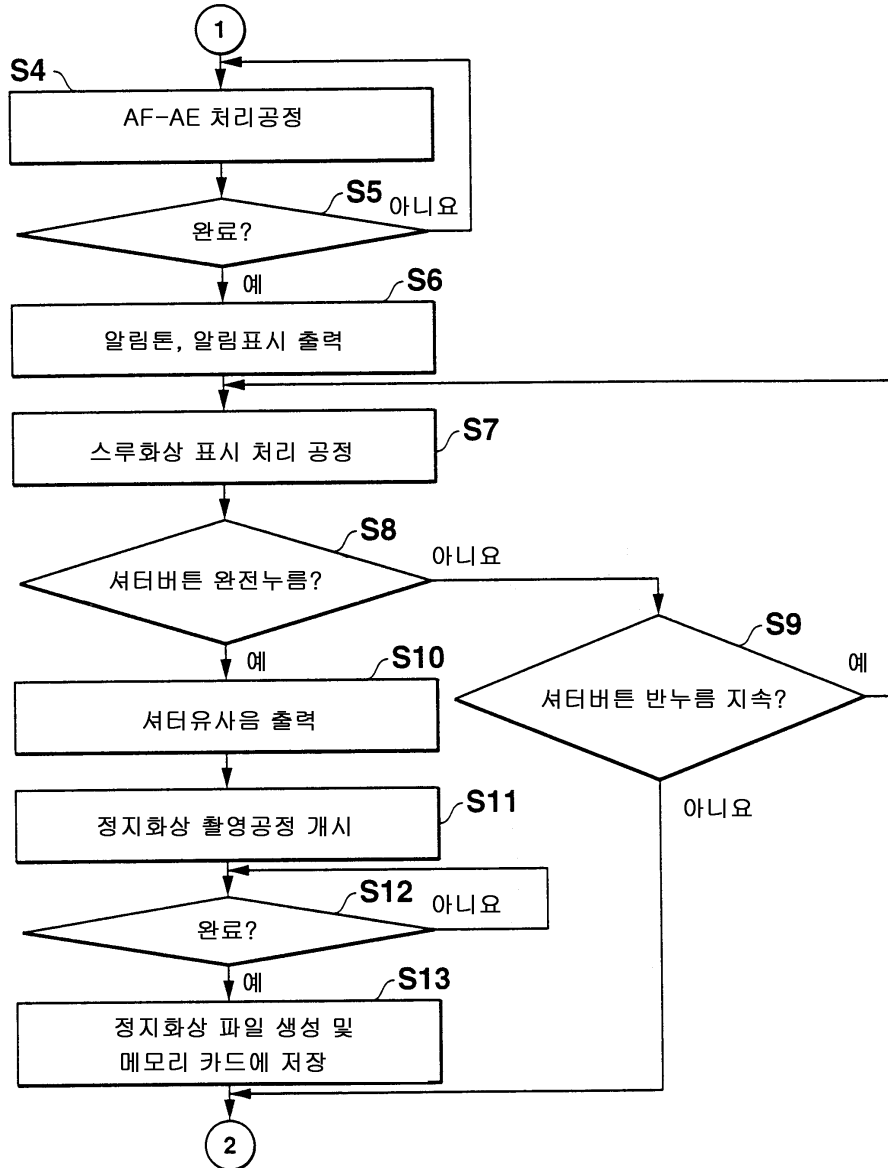 1
S4
AF-AE 처리공정
S5
아니요
완료?
예
S6
알림톤, 알림표시 출력
S7
스루화상 표시 처리 공정
S8
아니요
셔터버튼 완전누름?
S9
예
셔터버튼 반누름 지속?
아니요
예
S10
셔터유사음 출력
S11
정지화상 촬영공정 개시
S12
아니요
완료?
예
S13
정지화상 파일 생성 및
메모리 카드에 저장
2